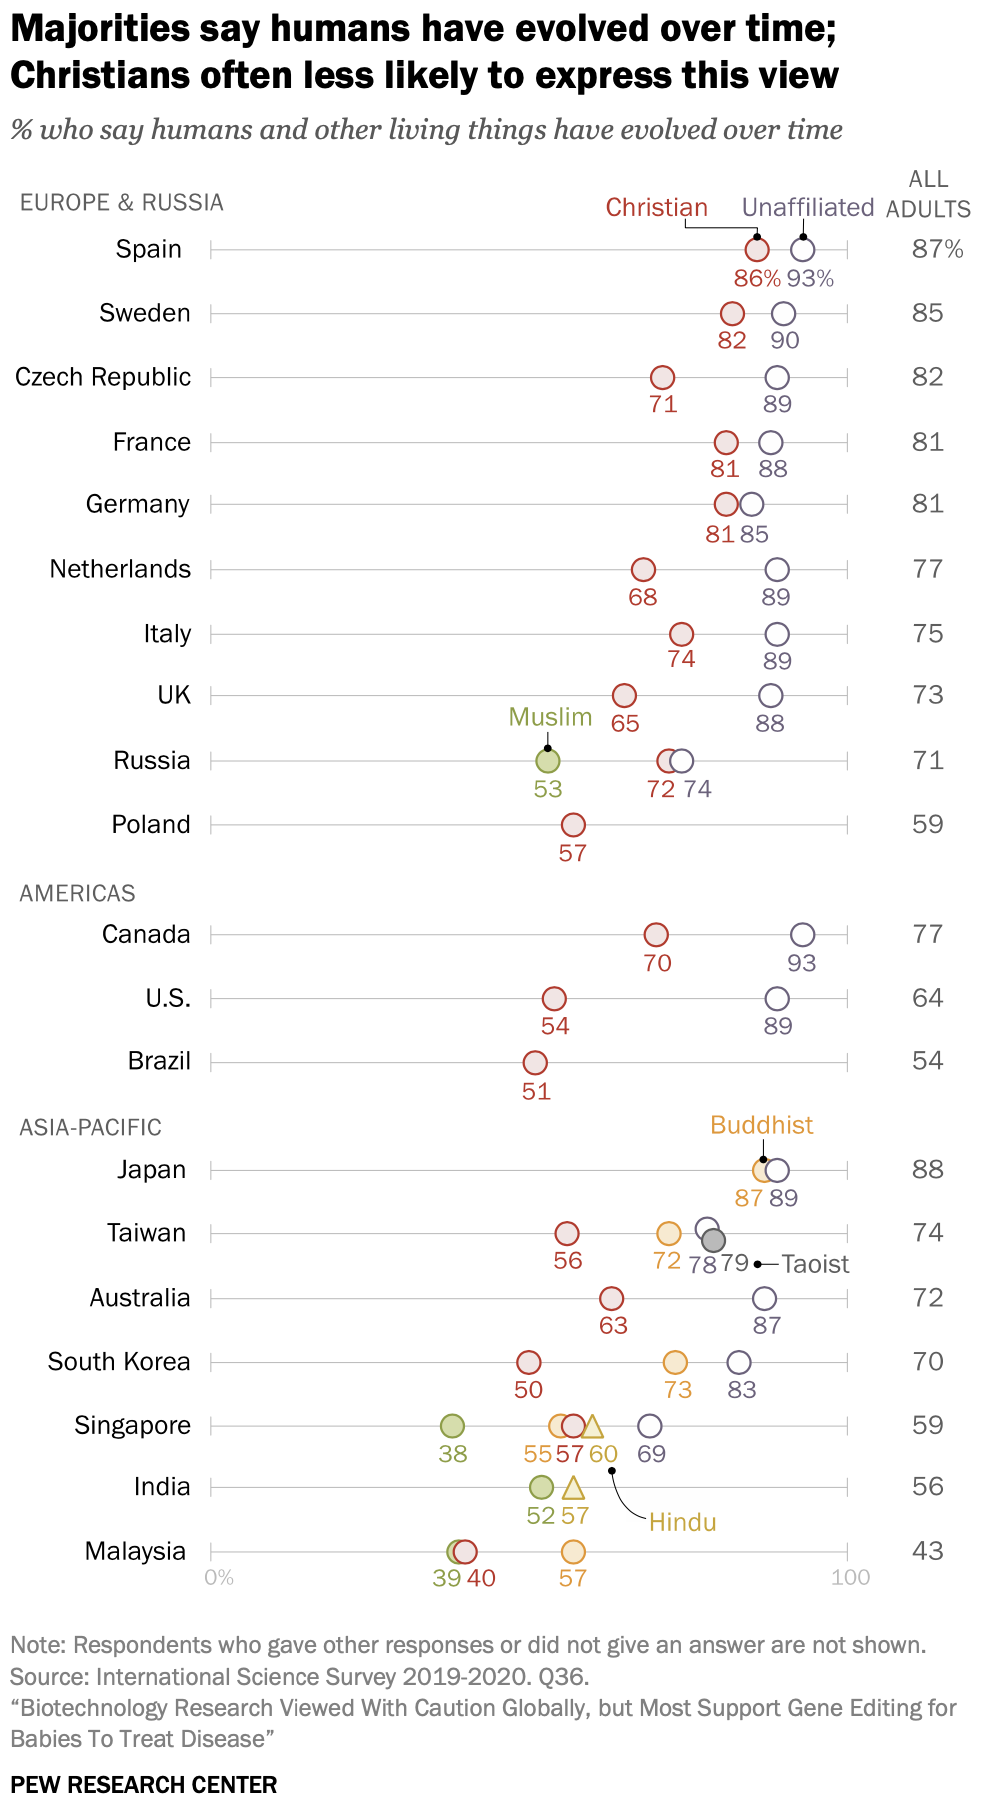 Majorities say humans have evolved over time;
Christians often less likely to express this view
% who say humans and other living things have evolved over time
ALL
EUROPE & RUSSIA Christian Unaffiliated ADULTS
Spain 87%
86% 93%
Sweden 85
82 90
Czech Republic 82
71 89
France 81
81 88
Germany 81
81 85
Netherlands 77
68 89
Italy 75
74 89
UK 73
Muslim 65 88
Russia 71
53 72 74
Poland 59
57
AMERICAS
Canada 77
70 93
U.S. 64
54 89
Brazil 54
51
ASIA-PACIFIC Buddhist
Japan 88
87 89
Taiwan 74
56 72 78 79 Taoist
Australia 72
63 87
South Korea 70
50 73 83
Singapore 59
38 55 57 60 69
India 56
52 57 Hindu
Malaysia 43
0% 39 40 57 100
Note: Respondents who gave other responses or did not give an answer are not shown.
Source: International Science Survey 2019-2020. Q36.
“Biotechnology Research Viewed With Caution Globally, but Most Support Gene Editing for
Babies To Treat Disease”
PEW RESEARCH CENTER